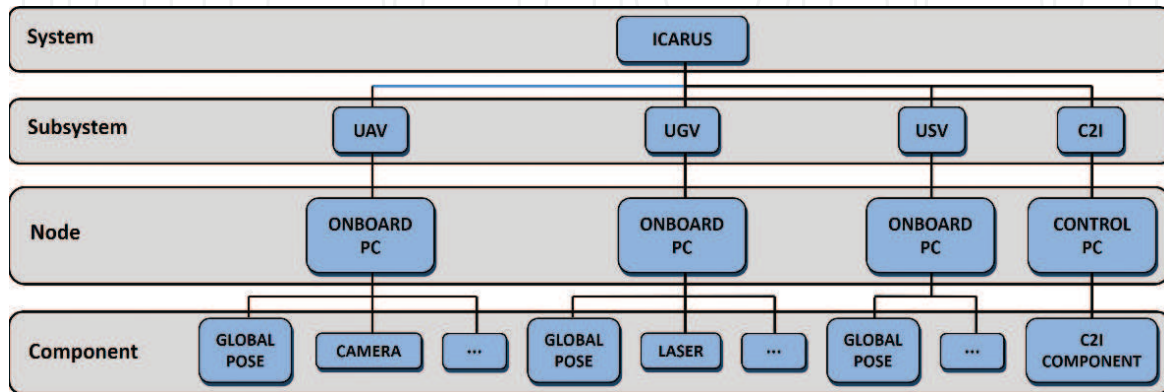 System
ICARUS
Subsystem
UAV
UGV
USV
C2I
Node
ONBOARD
PC
ONBOARD
PC
ONBOARD
PC
CONTROL
PC
Component
GLOBAL
POSE
CAMERA
...
GLOBAL
POSE
LASER
...
GLOBAL
POSE
...
C2I
COMPONENT